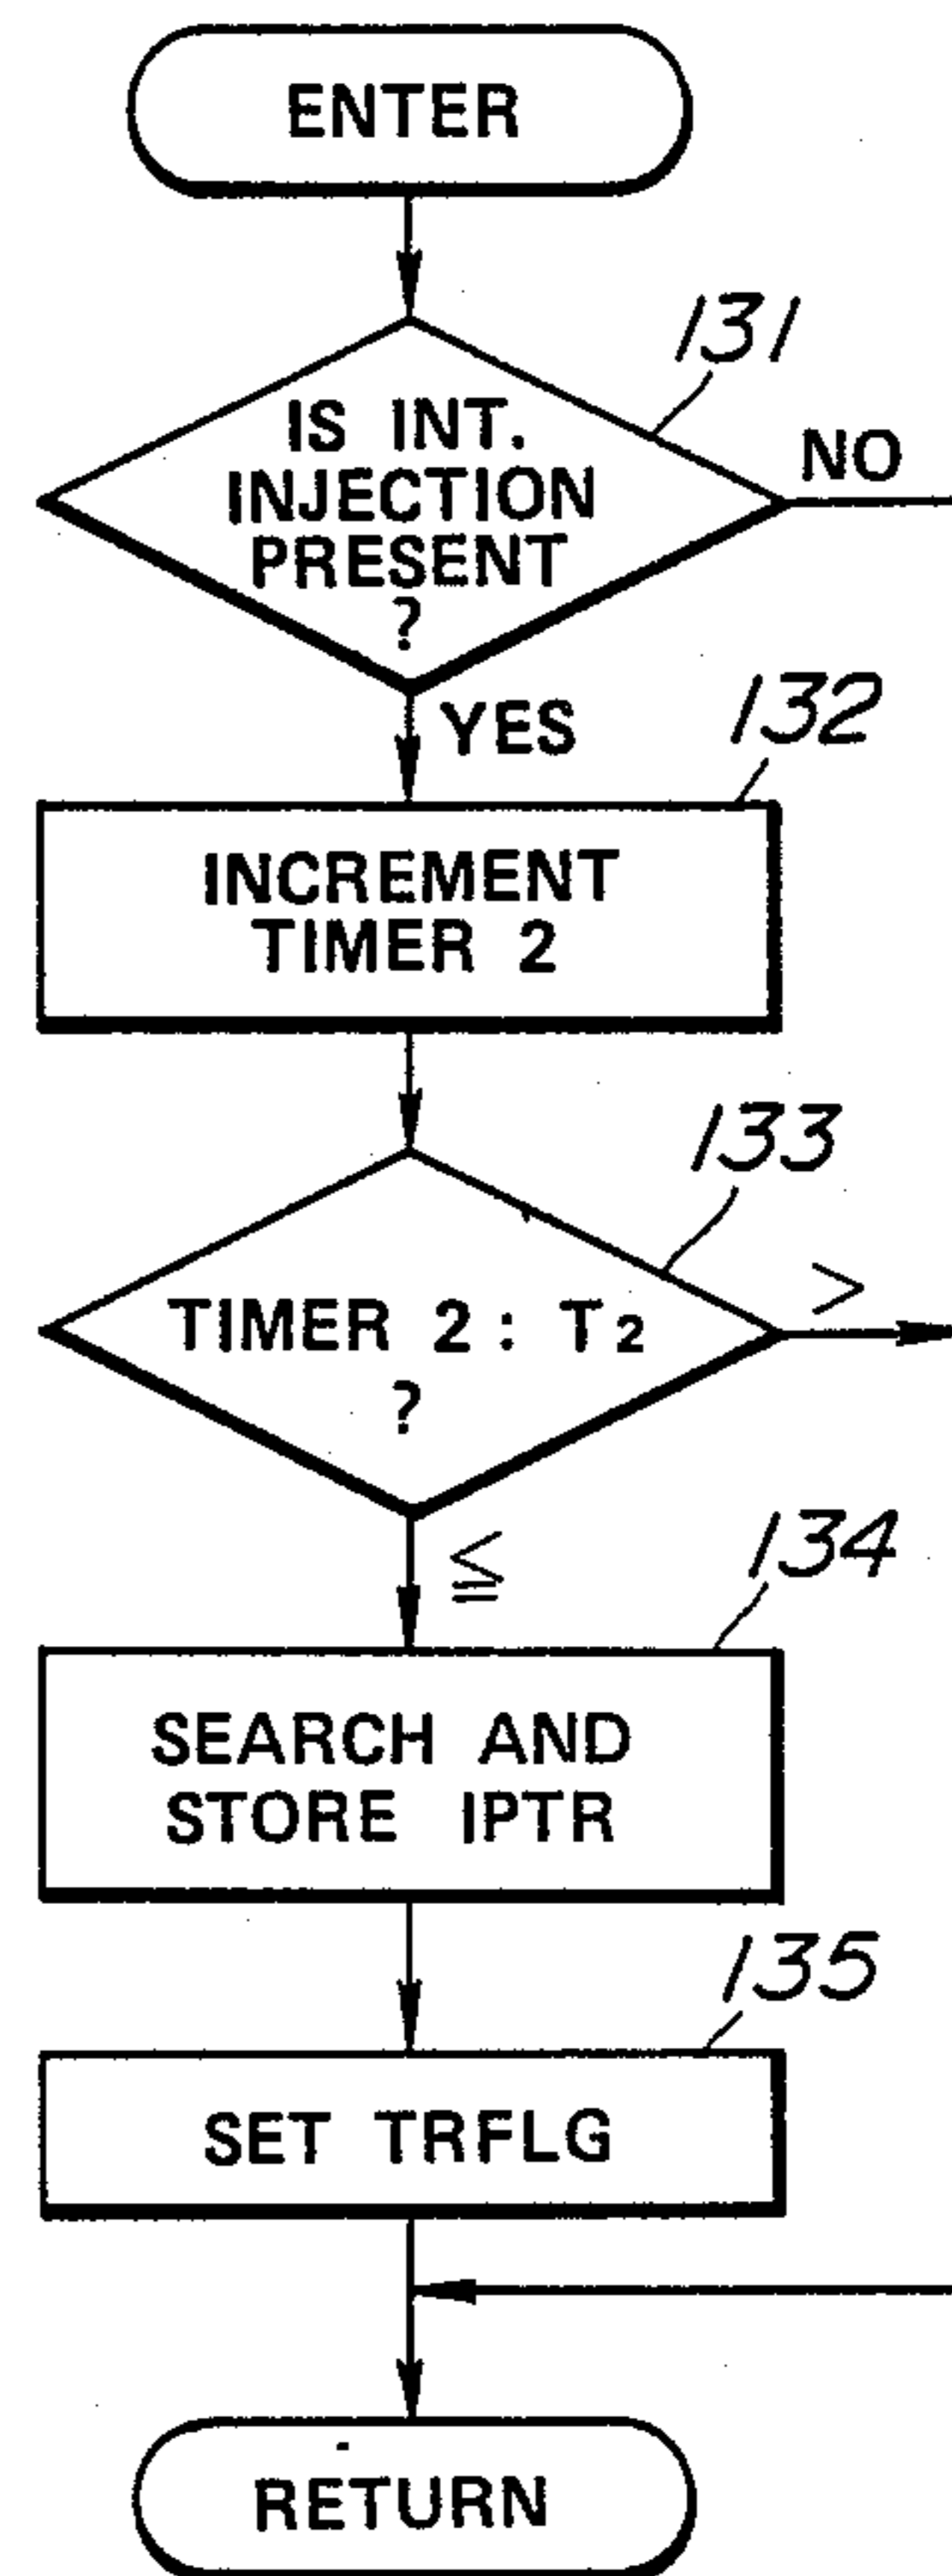 ENTER
131
IS INT.
INJECTION
PRESENT
?
NO
YES
132
INCREMENT
TIMER 2
133
TIMER 2 : T2
?
>
≦
134
SEARCH AND
STORE IPTR
135
SET TRFLG
RETURN